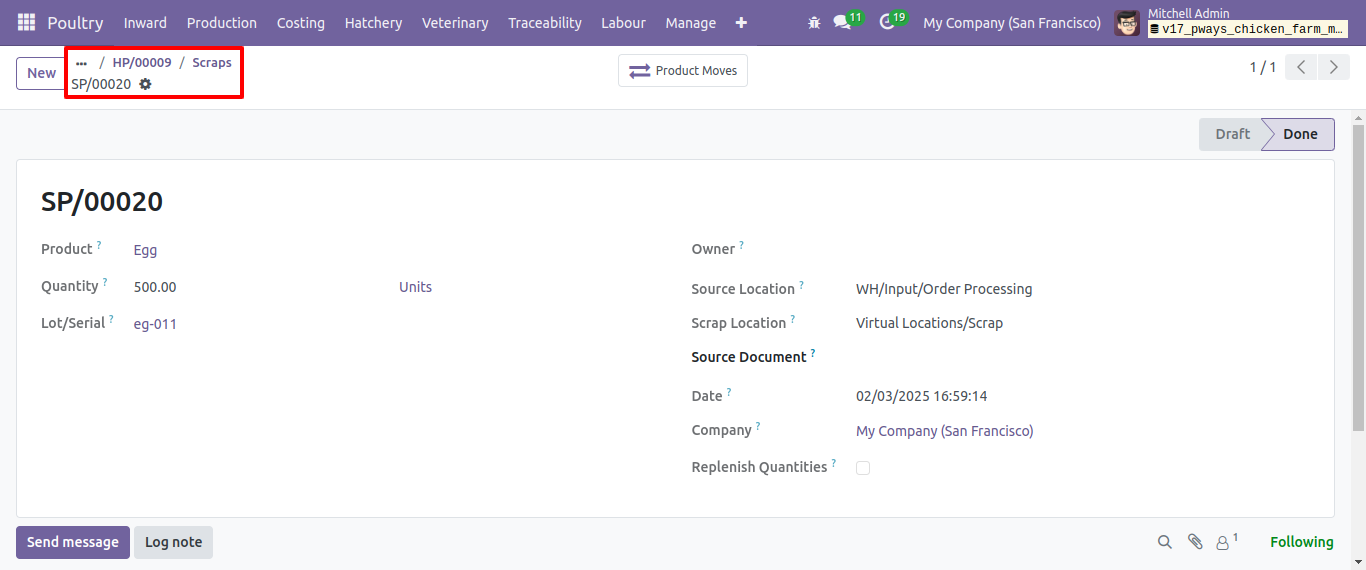 Poultry Inward Production Costing Hatchery Veterinary Traceability Labour Manage 11 19 My Company (San Francisco) Mitchell Admin
v17_pways_chicken_farm_m...
New ... / HP/00009 / Scraps
SP/00020
Product Moves
1 / 1
Draft Done
SP/00020
Product ? Egg
Quantity ? 500.00 Units
Lot/Serial ? eg-011
Owner ?
Source Location ? WH/Input/Order Processing
Scrap Location ? Virtual Locations/Scrap
Source Document ?
Date ? 02/03/2025 16:59:14
Company ? My Company (San Francisco)
Replenish Quantities ?
Send message Log note 1 Following